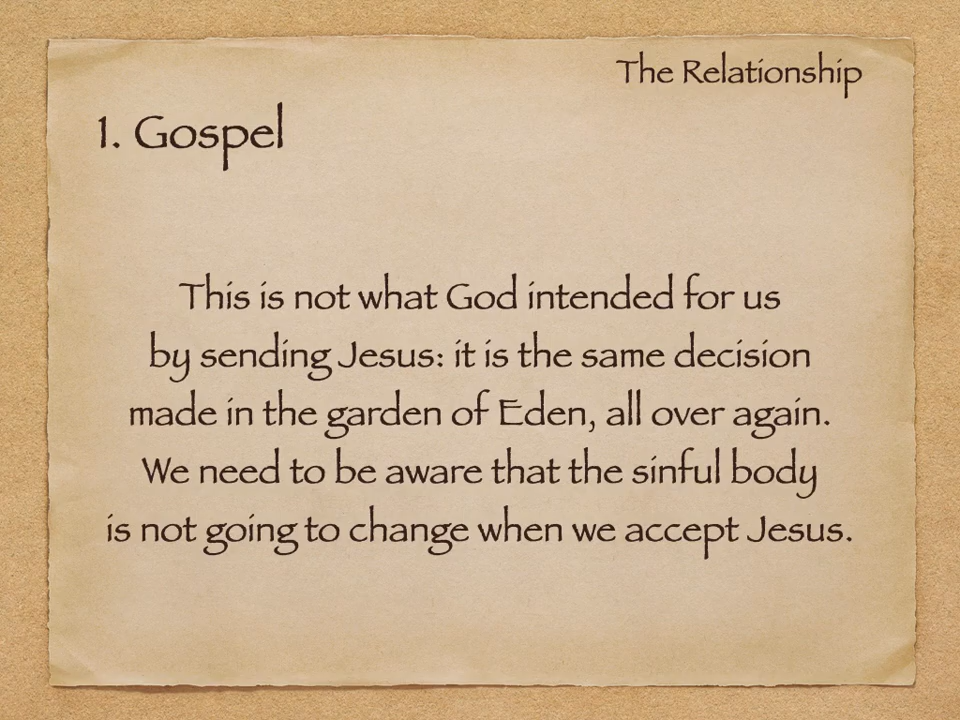 The Relationship
1. Gospel
This is not what God intended for us
by sending Jesus: it is the same decision
made in the garden of Eden, all over again.
We need to be aware that the sinful body
is not going to change when we accept Jesus.